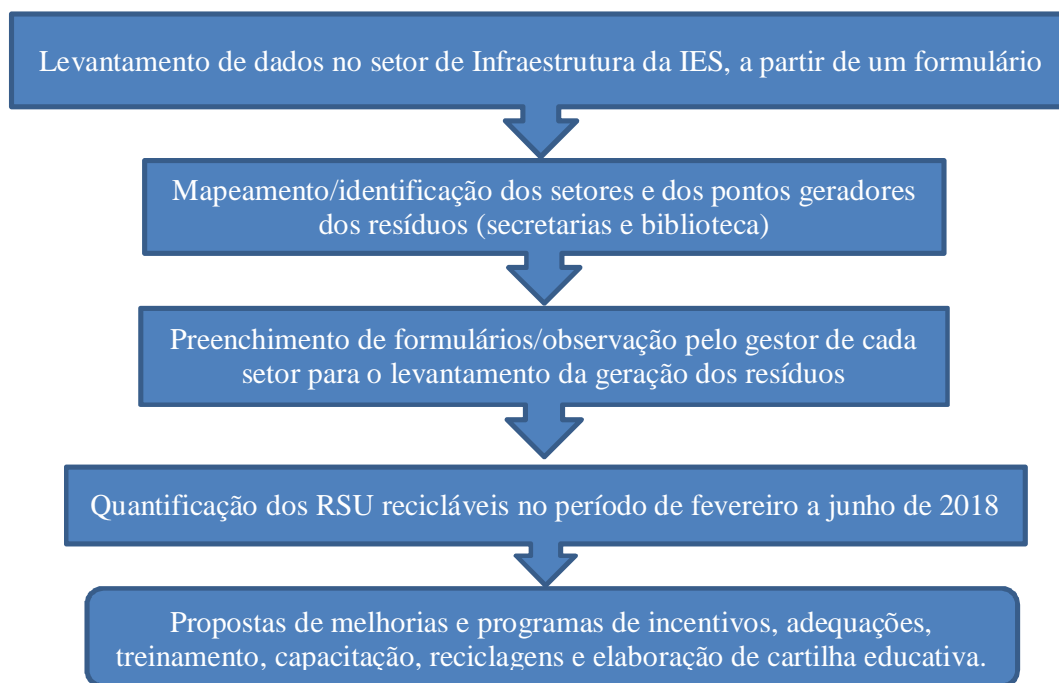 Levantamento de dados no setor de Infraestrutura da IES, a partir de um formulário
Mapeamento/identificação dos setores e dos pontos geradores
dos resíduos (secretarias e biblioteca)
Preenchimento de formulários/observação pelo gestor de cada
setor para o levantamento da geração dos resíduos
Quantificação dos RSU recicláveis no período de fevereiro a junho de 2018
Propostas de melhorias e programas de incentivos, adequações,
treinamento, capacitação, reciclagens e elaboração de cartilha educativa.